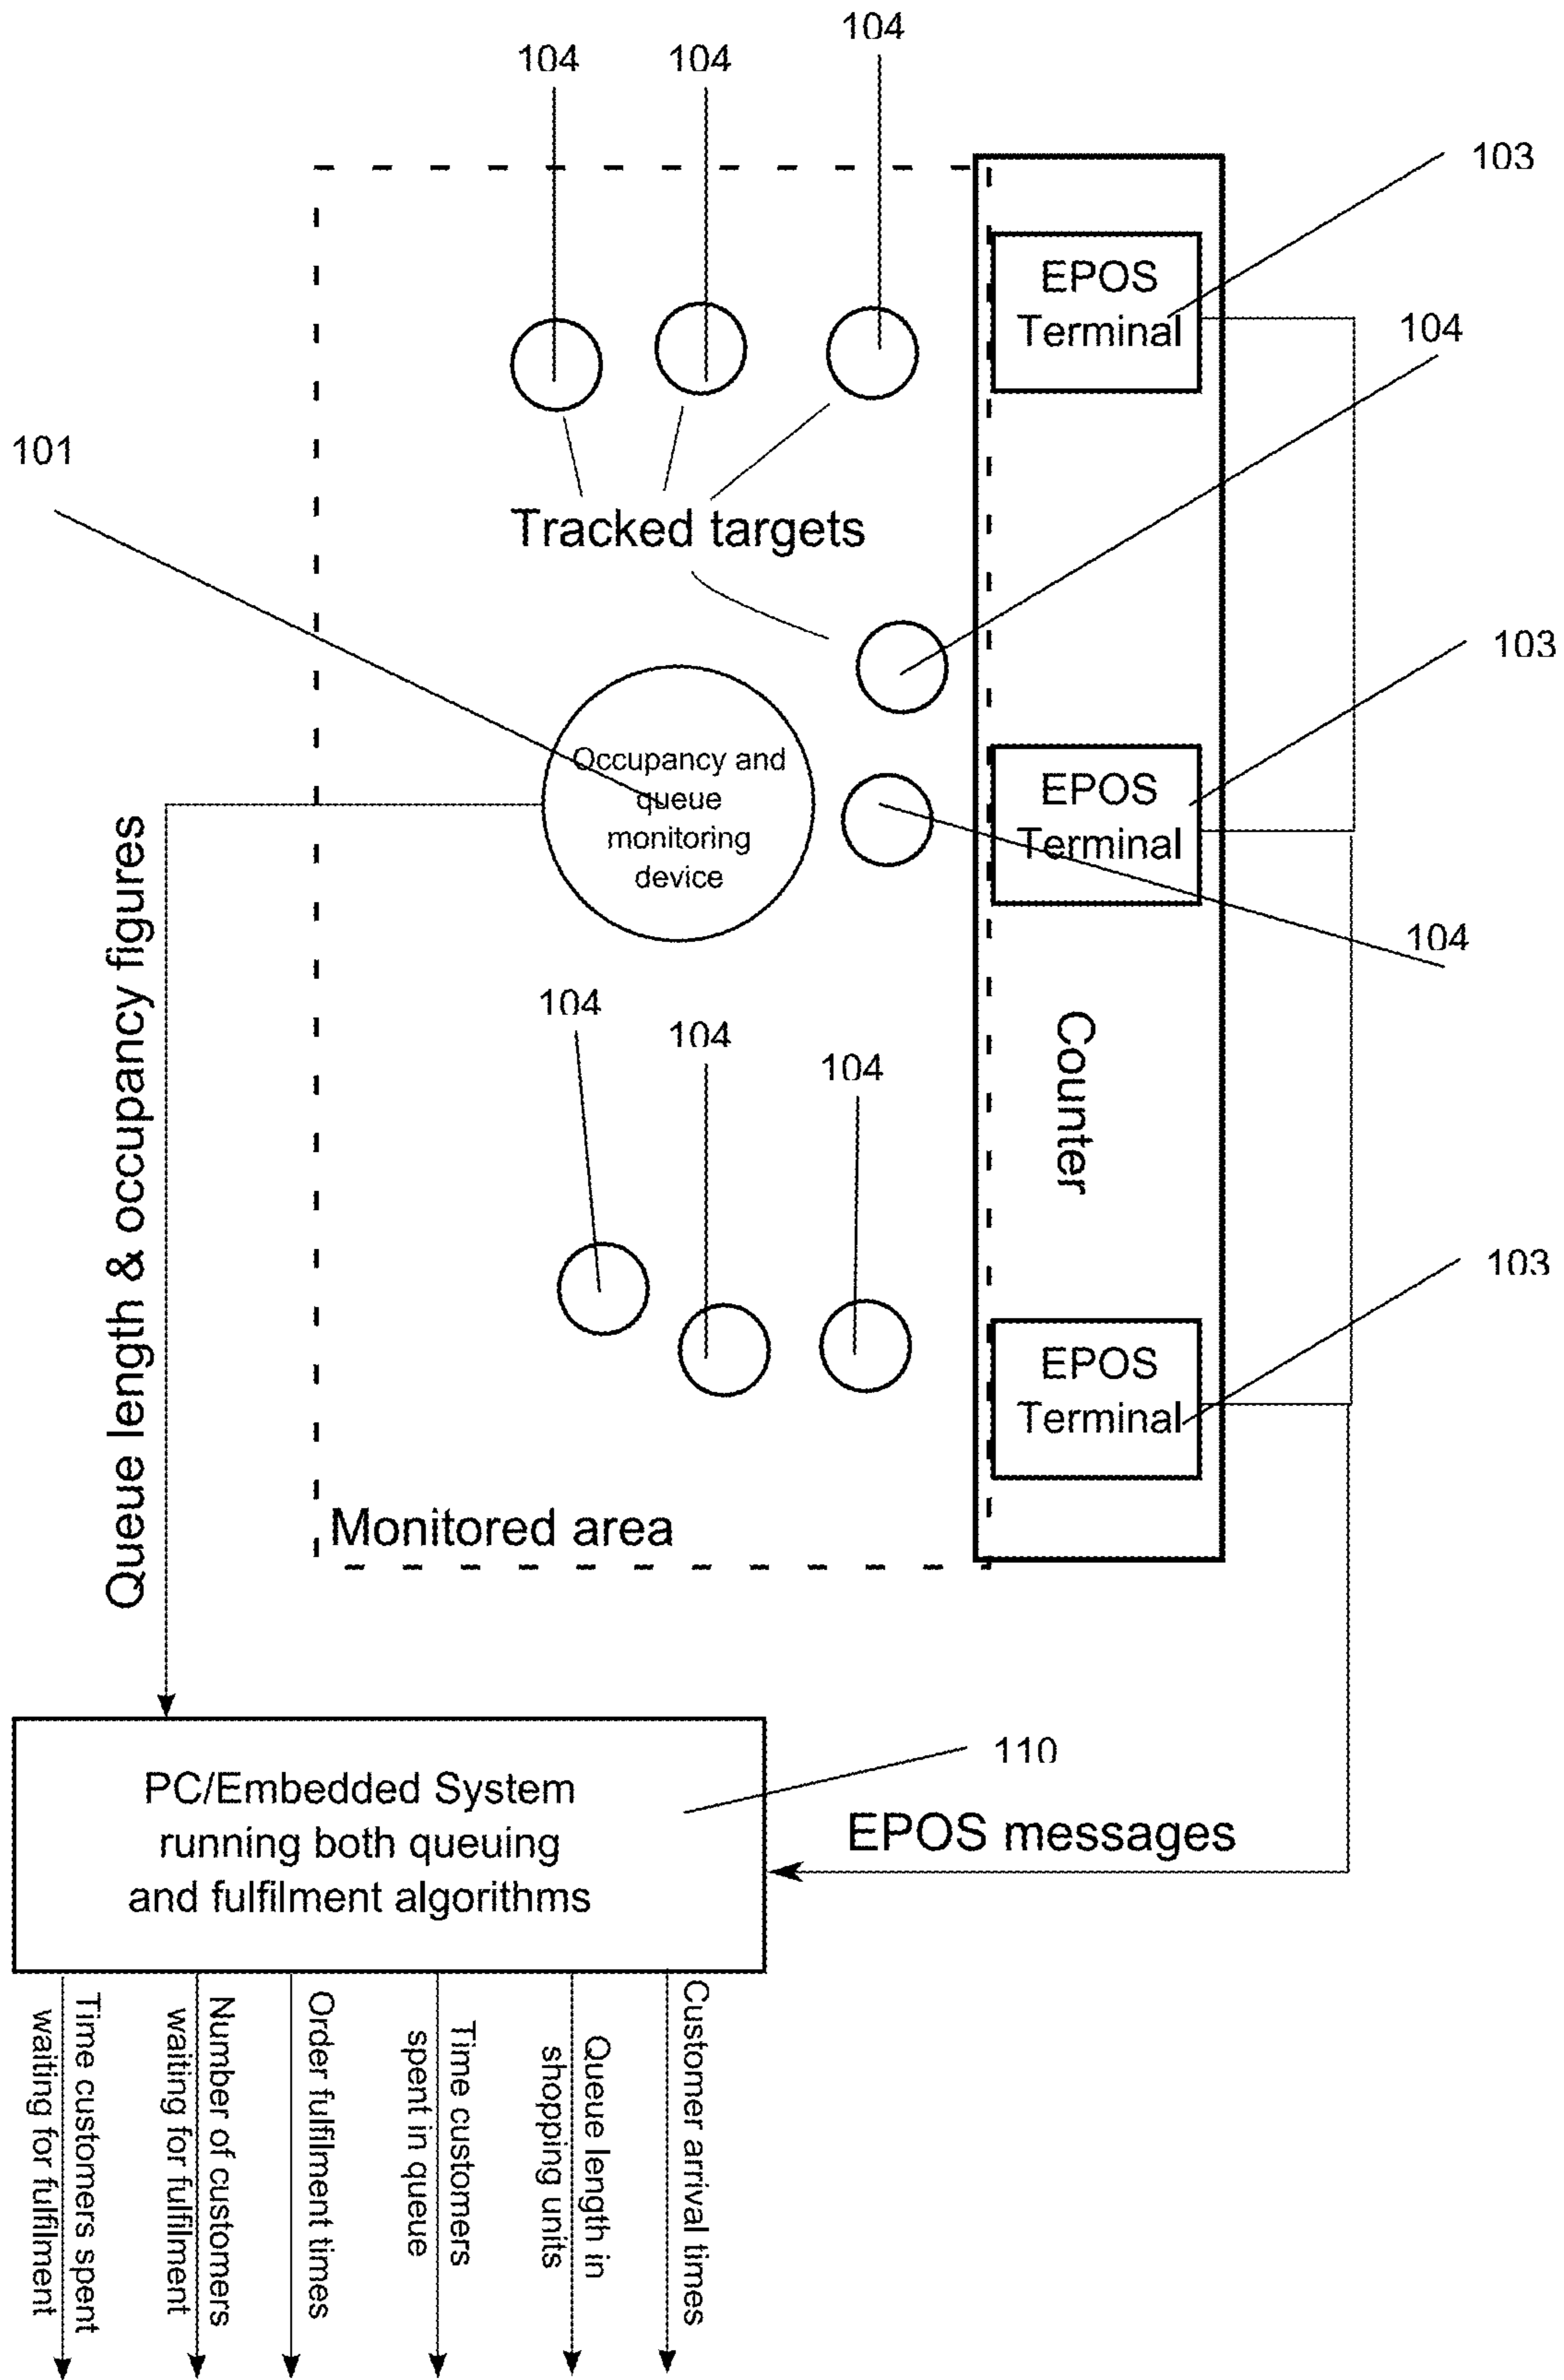 104
104
104
103
EPOS
Terminal
104
101
Tracked targets
103
Occupancy and
queue
monitoring
device
EPOS
Terminal
104
Queue length & occupancy figures
104
104
104
Counter
103
EPOS
Terminal
Monitored area
110
PC/Embedded System
running both queuing
and fulfilment algorithms
EPOS messages
Time customers spent
waiting for fulfilment
Number of customers
waiting for fulfilment
Order fulfilment times
Time customers
spent in queue
Queue length in
shopping units
Customer arrival times